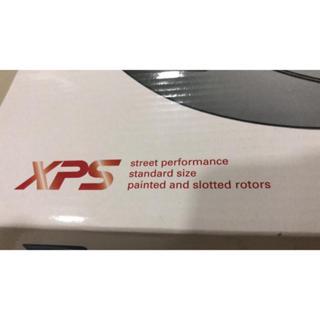 XPS
street performance
standard size
painted and slotted rotors